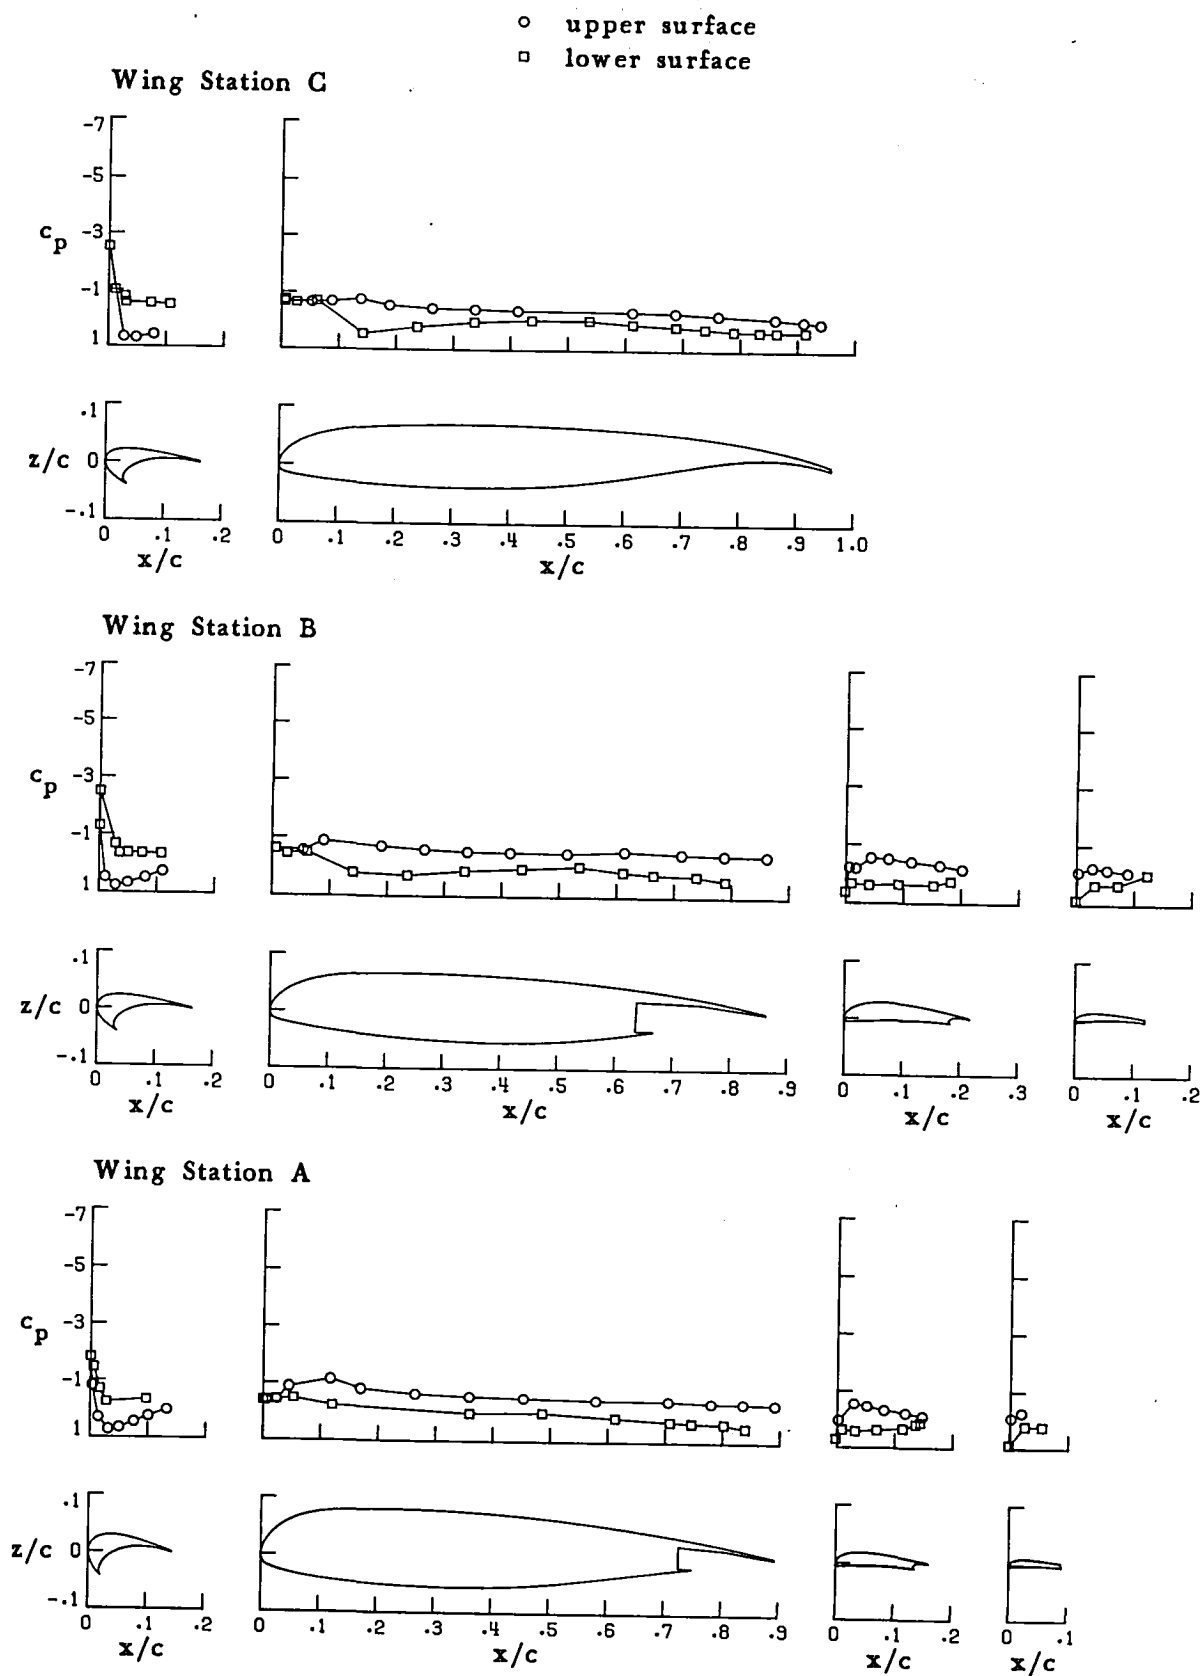 upper surface
lower surface
Wing Station C
-7
-5
cp -3
-1
1
.1
z/c 0
-.1
0 .1 .2
x/c
0 .1 .2 .3 .4 .5 .6 .7 .8 .9 1.0
x/c
Wing Station B
-7
-5
cp -3
-1
1
.1
z/c 0
-.1
0 .1 .2
x/c
0 .1 .2 .3 .4 .5 .6 .7 .8 .9
x/c
0 .1 .2 .3
x/c
0 .1 .2
x/c
Wing Station A
-7
-5
cp -3
-1
1
.1
z/c 0
-.1
0 .1 .2
x/c
0 .1 .2 .3 .4 .5 .6 .7 .8 .9
x/c
0 .1 .2
x/c
0 .1
x/c